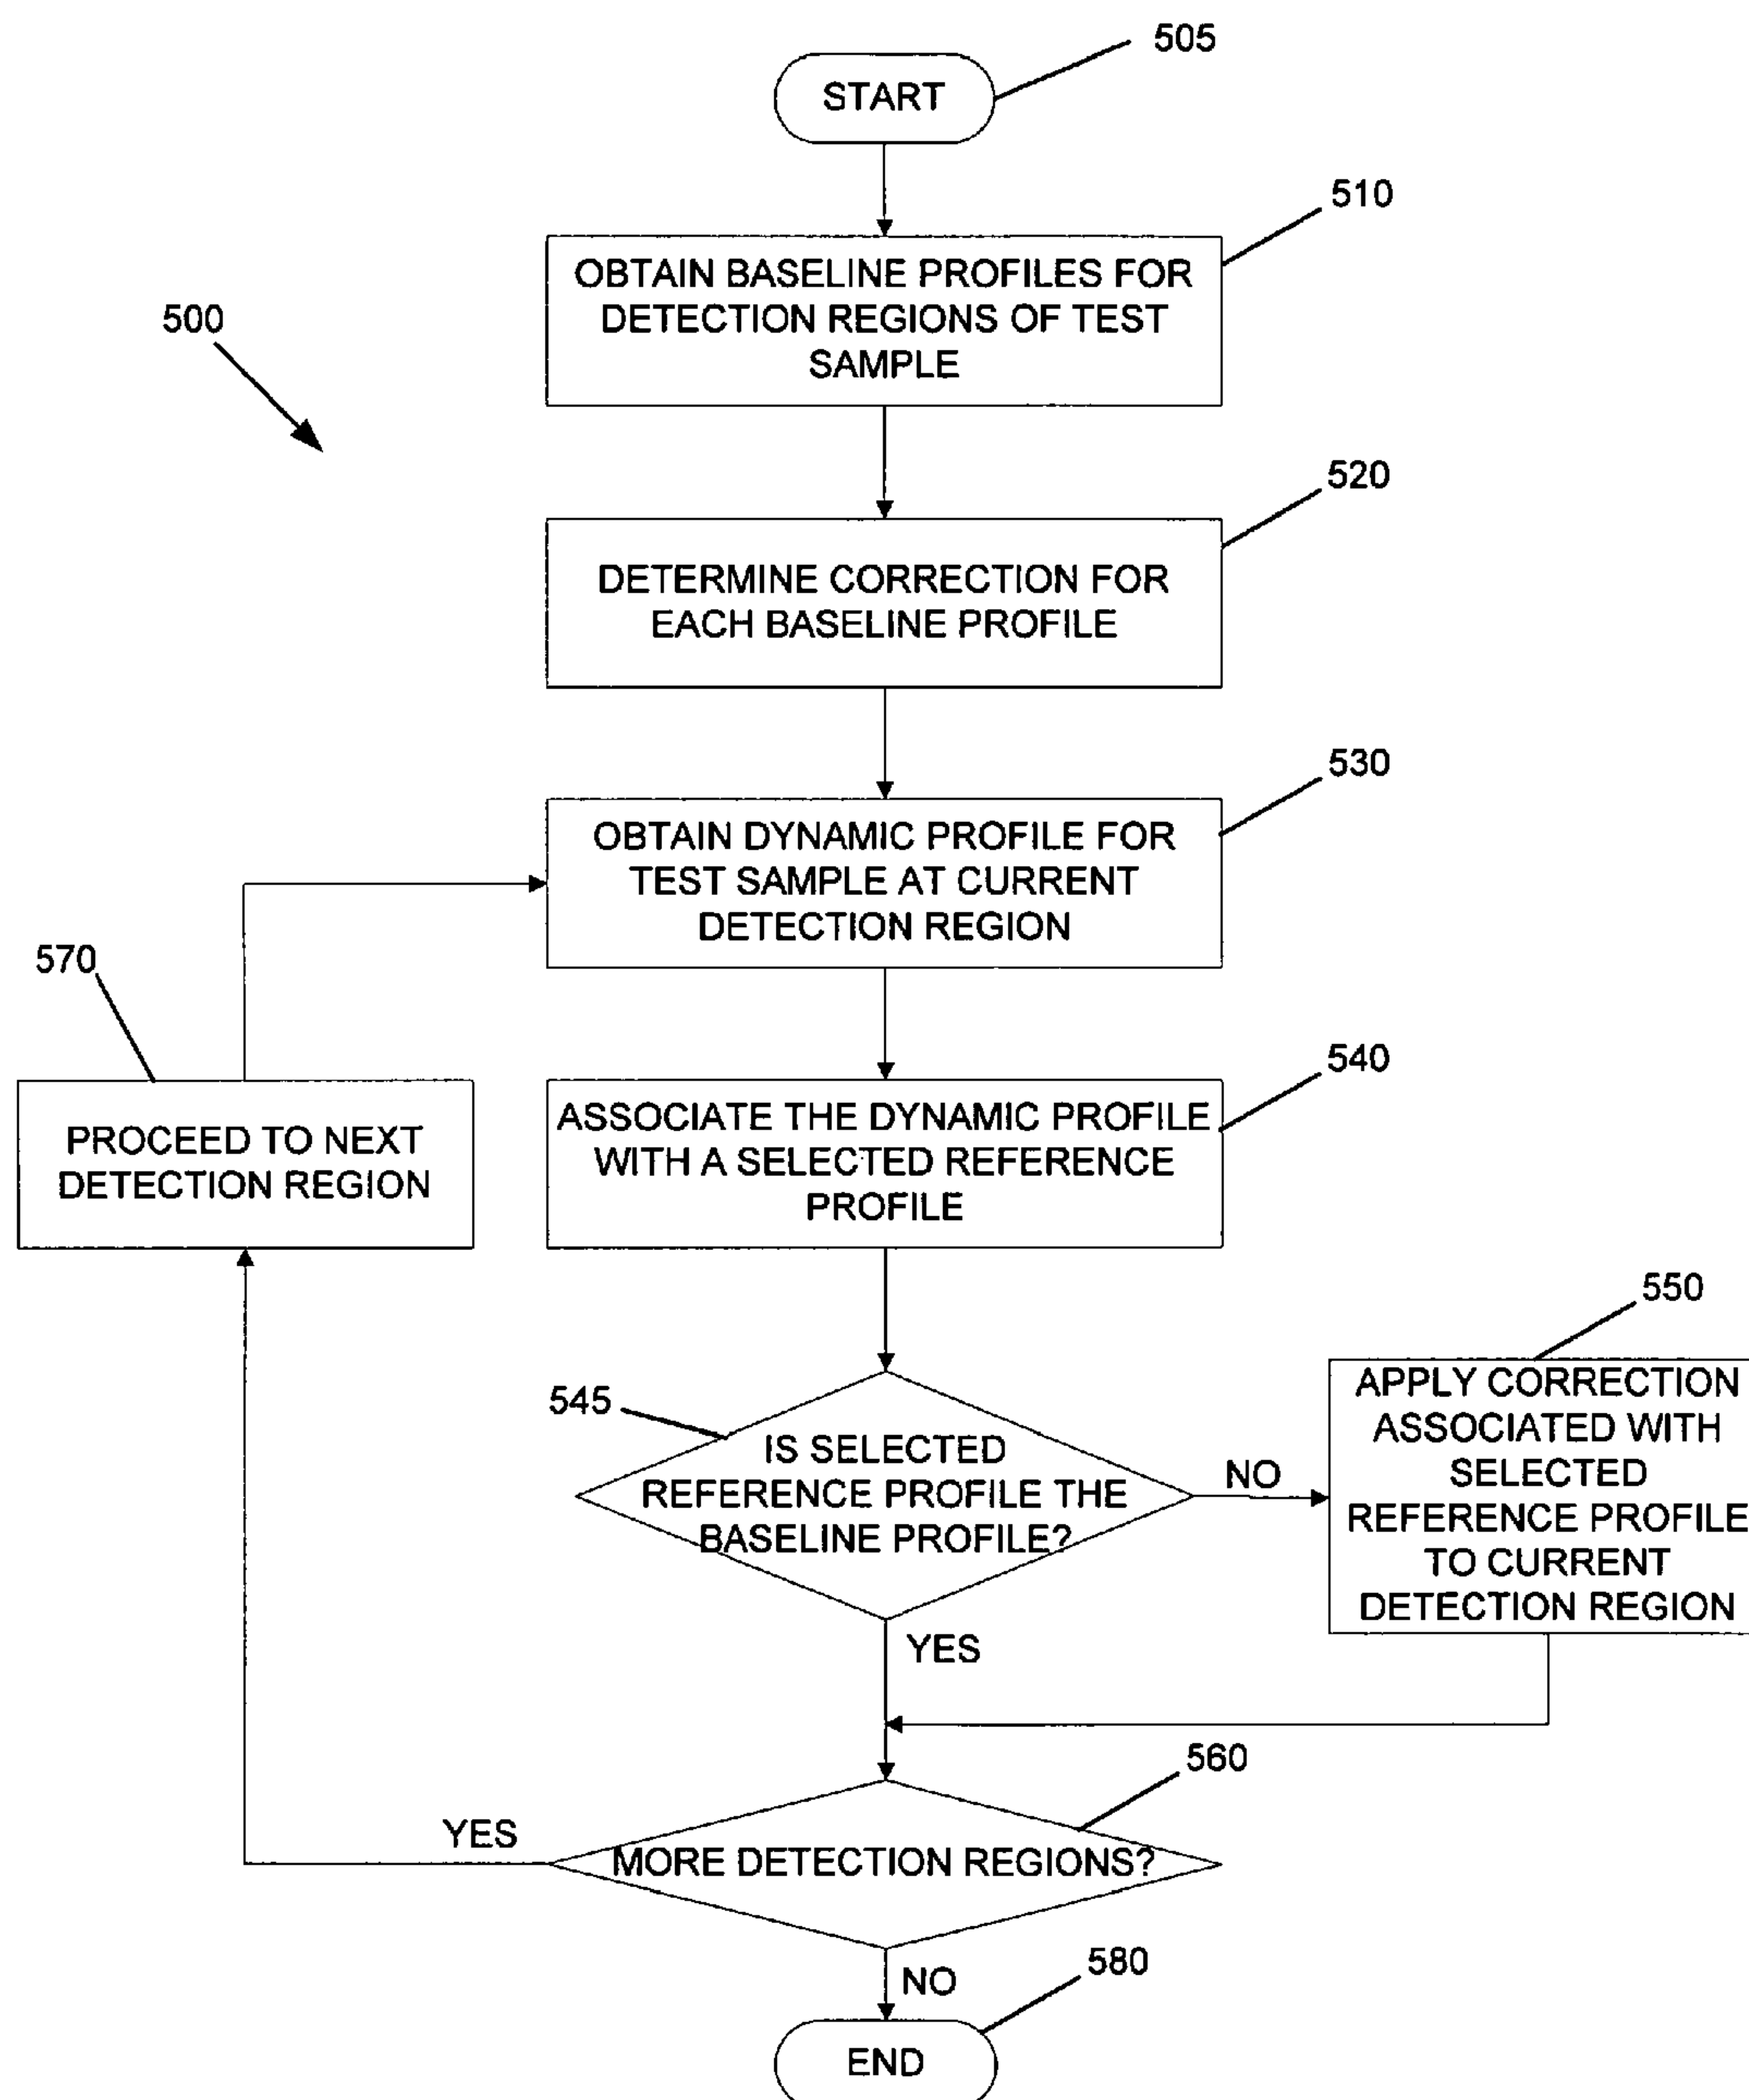 505
START
510
OBTAIN BASELINE PROFILES FOR
DETECTION REGIONS OF TEST
SAMPLE
500
520
DETERMINE CORRECTION FOR
EACH BASELINE PROFILE
530
OBTAIN DYNAMIC PROFILE FOR
TEST SAMPLE AT CURRENT
DETECTION REGION
570
PROCEED TO NEXT
DETECTION REGION
540
ASSOCIATE THE DYNAMIC PROFILE
WITH A SELECTED REFERENCE
PROFILE
545
IS SELECTED
REFERENCE PROFILE THE
BASELINE PROFILE?
NO
550
APPLY CORRECTION
ASSOCIATED WITH
SELECTED
REFERENCE PROFILE
TO CURRENT
DETECTION REGION
YES
560
YES
MORE DETECTION REGIONS?
NO
580
END